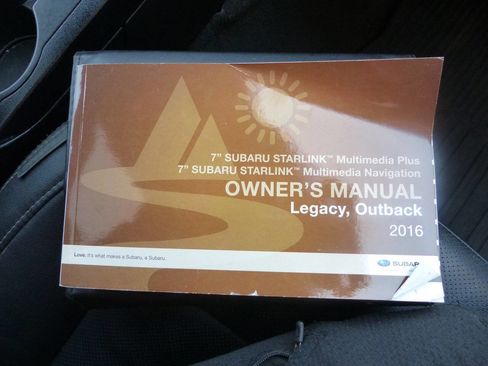 7" SUBARU STARLINK™ Multimedia Plus
7" SUBARU STARLINK™ Multimedia Navigation
OWNER'S MANUAL
Legacy, Outback
2016
Love. It's what makes a Subaru, a Subaru.
SUBAR